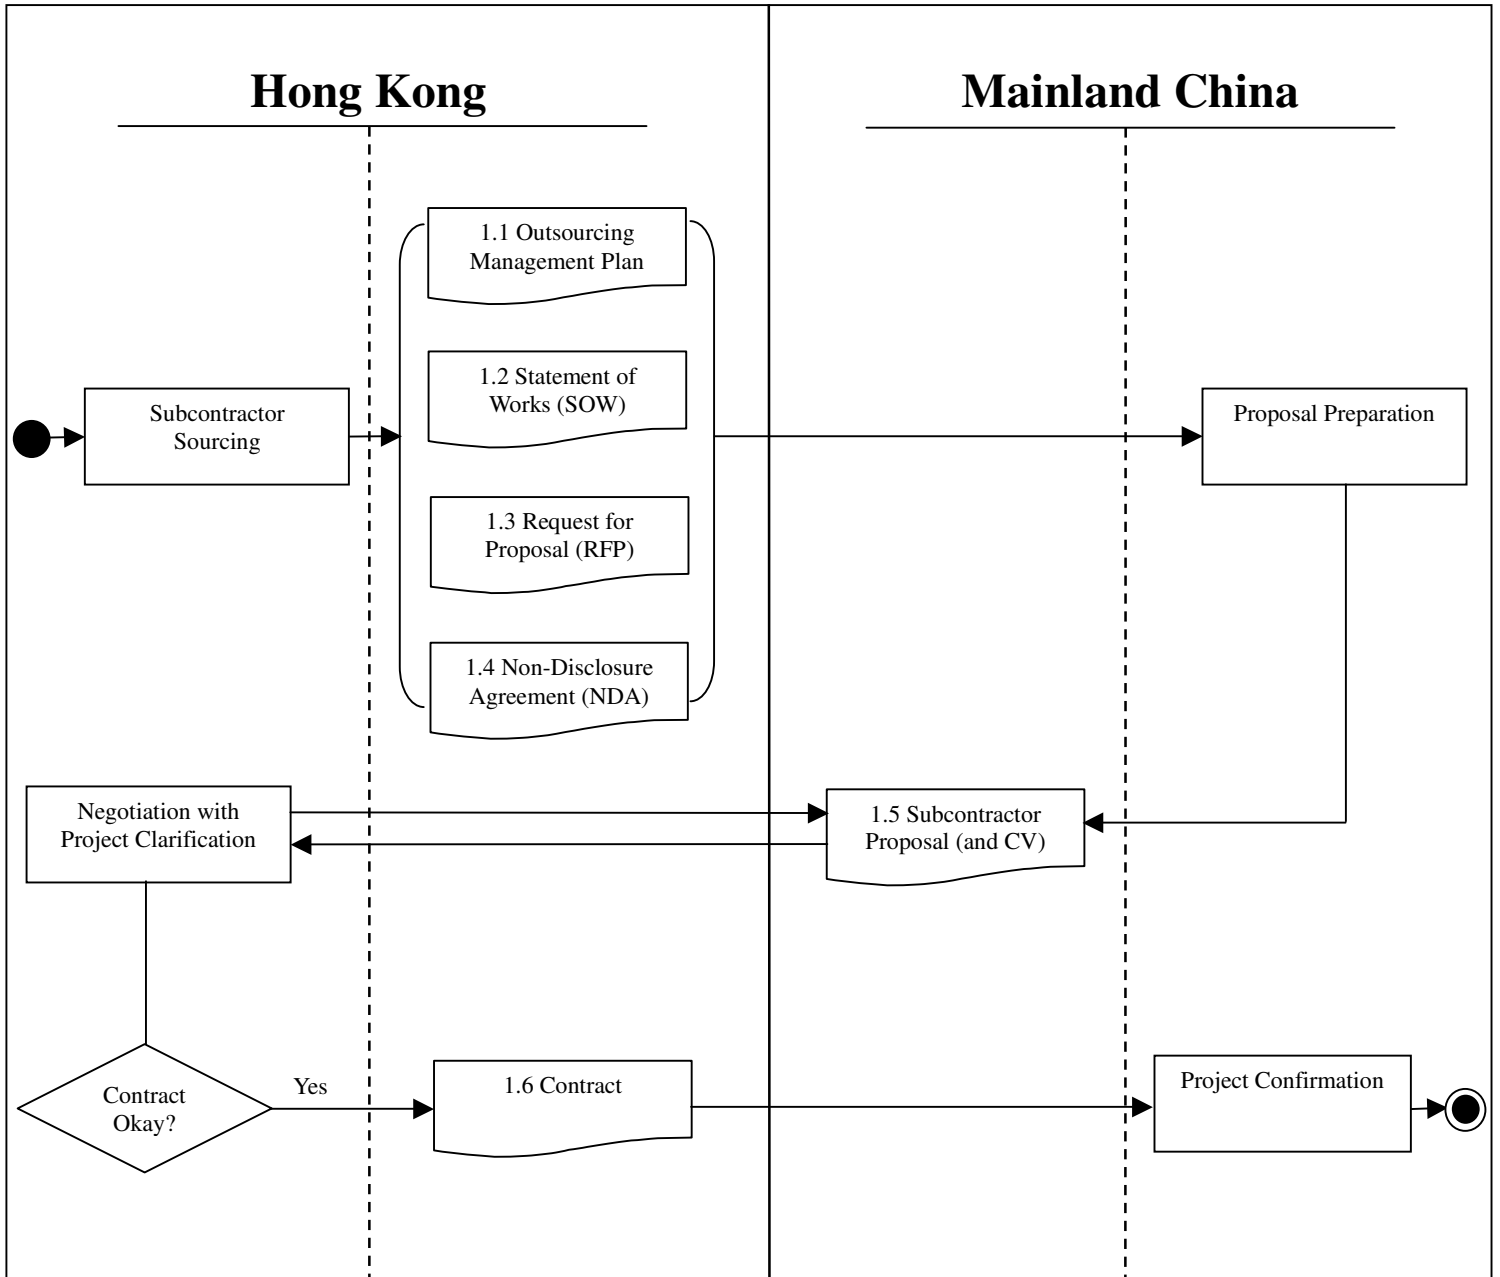 Hong Kong
Mainland China
1.1 Outsourcing
Management Plan
1.2 Statement of
Works (SOW)
Subcontractor
Sourcing
Proposal Preparation
1.3 Request for
Proposal (RFP)
1.4 Non-Disclosure
Agreement (NDA)
Negotiation with
Project Clarification
1.5 Subcontractor
Proposal (and CV)
Contract
Okay?
Yes
1.6 Contract
Project Confirmation